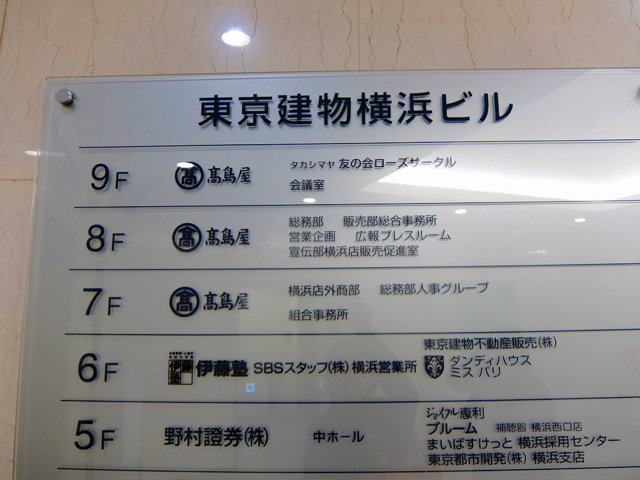 東京建物横浜ビル
9F 髙島屋 タカシマヤ 友の会ローズサークル
会議室
8F 髙島屋 総務部 販売部総合事務所
営業企画 広報プレスルーム
宣伝部横浜店販売促進室
7F 髙島屋 横浜店外商部 総務部人事グループ
組合事務所
6F 伊藤塾 伊藤塾 SBSスタッフ(株) 横浜営業所 東京建物不動産販売(株)
ダンディハウス
ミス パリ
5F 野村證券(株) 中ホール ジョイフル恵利
ブルーム 補聴器 横浜西口店
まいばすけっと 横浜採用センター
東京都市開発(株) 横浜支店